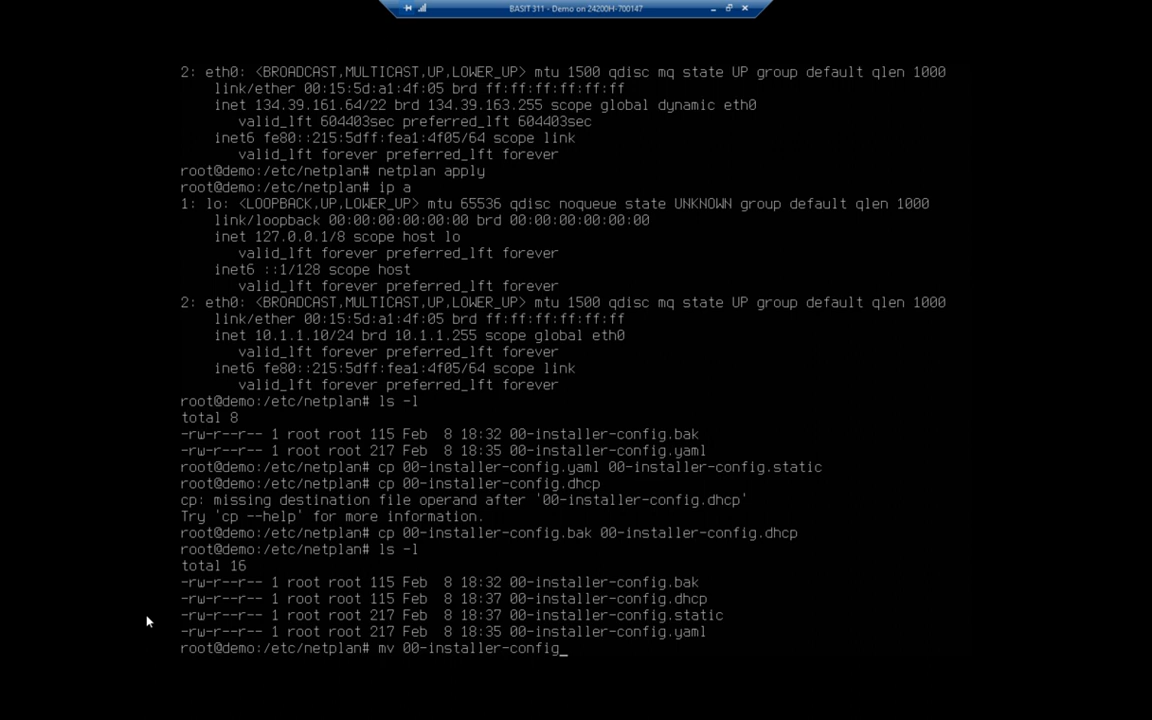 BASIT 311 - Demo on 24200H-700147
2: eth0: <BROADCAST,MULTICAST,UP,LOWER_UP> mtu 1500 qdisc mq state UP group default qlen 1000
link/ether 00:15:5d:a1:4f:05 brd ff:ff:ff:ff:ff:ff
inet 134.39.161.64/22 brd 134.39.163.255 scope global dynamic eth0
valid_lft 604403sec preferred_lft 604403sec
inet6 fe80::215:5dff:fea1:4f05/64 scope link
valid_lft forever preferred_lft forever
root@demo:/etc/netplan# netplan apply
root@demo:/etc/netplan# ip a
1: lo: <LOOPBACK,UP,LOWER_UP> mtu 65536 qdisc noqueue state UNKNOWN group default qlen 1000
link/loopback 00:00:00:00:00:00 brd 00:00:00:00:00:00
inet 127.0.0.1/8 scope host lo
valid_lft forever preferred_lft forever
inet6 ::1/128 scope host
valid_lft forever preferred_lft forever
2: eth0: <BROADCAST,MULTICAST,UP,LOWER_UP> mtu 1500 qdisc mq state UP group default qlen 1000
link/ether 00:15:5d:a1:4f:05 brd ff:ff:ff:ff:ff:ff
inet 10.1.1.10/24 brd 10.1.1.255 scope global eth0
valid_lft forever preferred_lft forever
inet6 fe80::215:5dff:fea1:4f05/64 scope link
valid_lft forever preferred_lft forever
root@demo:/etc/netplan# ls -l
total 8
-rw-r--r-- 1 root root 115 Feb  8 18:32 00-installer-config.bak
-rw-r--r-- 1 root root 217 Feb  8 18:35 00-installer-config.yaml
root@demo:/etc/netplan# cp 00-installer-config.yaml 00-installer-config.static
root@demo:/etc/netplan# cp 00-installer-config.dhcp
cp: missing destination file operand after '00-installer-config.dhcp'
Try 'cp --help' for more information.
root@demo:/etc/netplan# cp 00-installer-config.bak 00-installer-config.dhcp
root@demo:/etc/netplan# ls -l
total 16
-rw-r--r-- 1 root root 115 Feb  8 18:32 00-installer-config.bak
-rw-r--r-- 1 root root 115 Feb  8 18:37 00-installer-config.dhcp
-rw-r--r-- 1 root root 217 Feb  8 18:37 00-installer-config.static
-rw-r--r-- 1 root root 217 Feb  8 18:35 00-installer-config.yaml
root@demo:/etc/netplan# mv 00-installer-config_